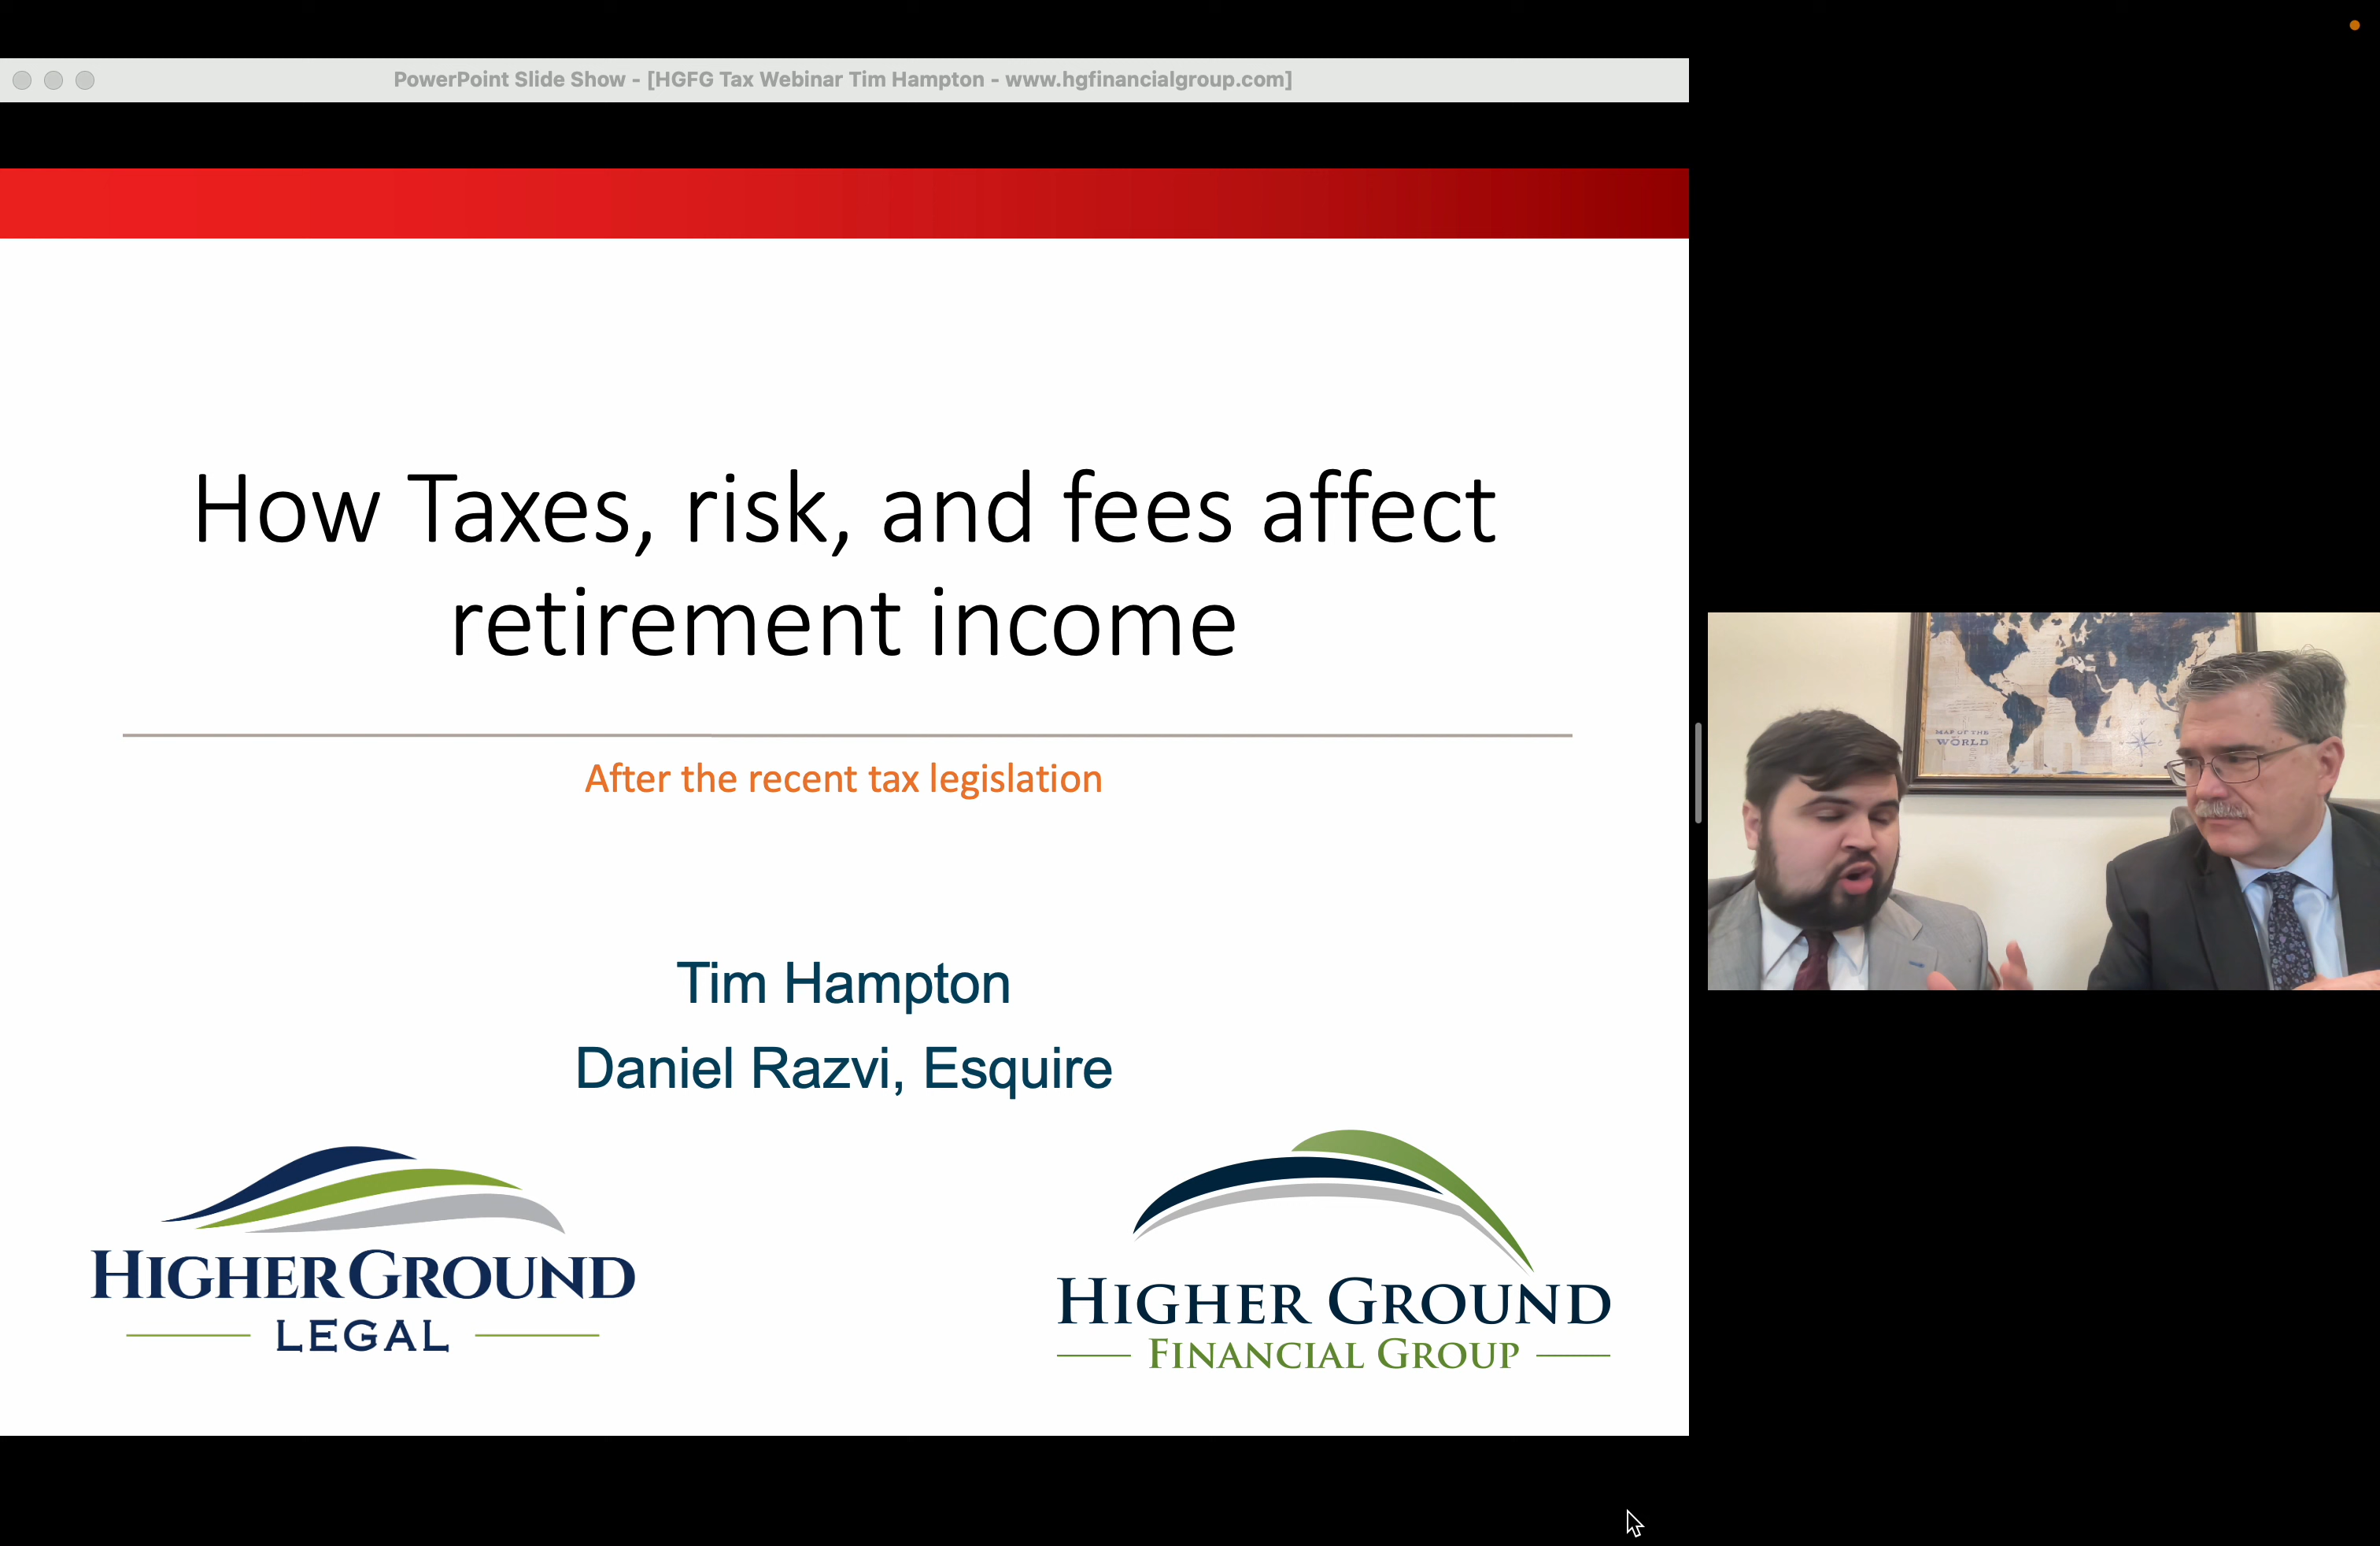 PowerPoint Slide Show - [HGFG Tax Webinar Tim Hampton - www.hgfinancialgroup.com]
How Taxes, risk, and fees affect
retirement income
After the recent tax legislation
Tim Hampton
Daniel Razvi, Esquire
HIGHER GROUND
LEGAL
HIGHER GROUND
FINANCIAL GROUP
MAP OF THE
WORLD